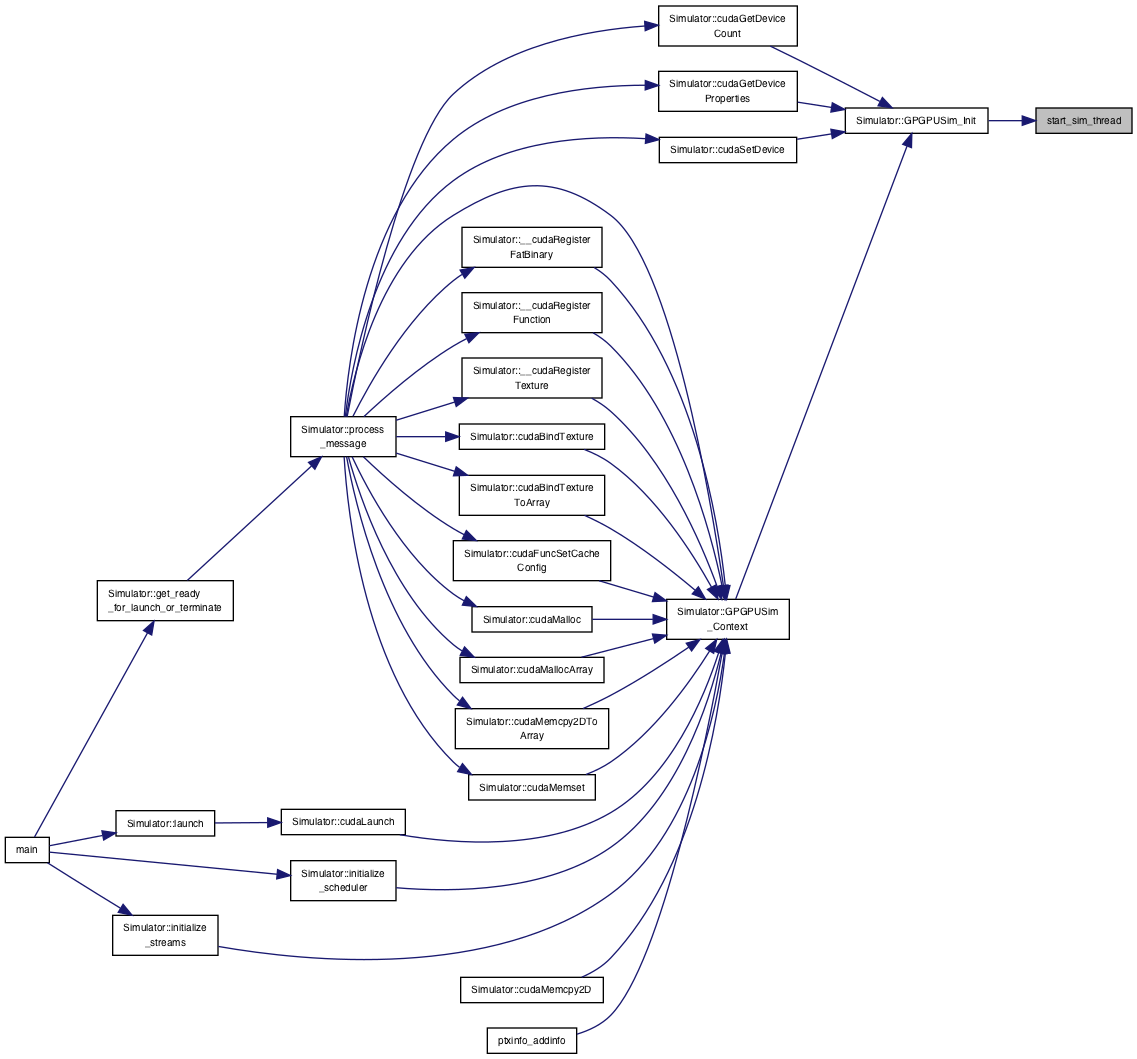 Simulator::cudaGetDevice
Count
Simulator::cudaGetDevice
Properties
Simulator::GPGPUSim_Init
start_sim_thread
Simulator::cudaSetDevice
Simulator::__cudaRegister
FatBinary
Simulator::__cudaRegister
Function
Simulator::__cudaRegister
Texture
Simulator::process
_message
Simulator::cudaBindTexture
Simulator::cudaBindTexture
ToArray
Simulator::cudaFuncSetCache
Config
Simulator::get_ready
_for_launch_or_terminate
Simulator::cudaMalloc
Simulator::GPGPUSim
_Context
Simulator::cudaMallocArray
Simulator::cudaMemcpy2DTo
Array
Simulator::cudaMemset
Simulator::launch
Simulator::cudaLaunch
main
Simulator::initialize
_scheduler
Simulator::initialize
_streams
Simulator::cudaMemcpy2D
ptxinfo_addinfo